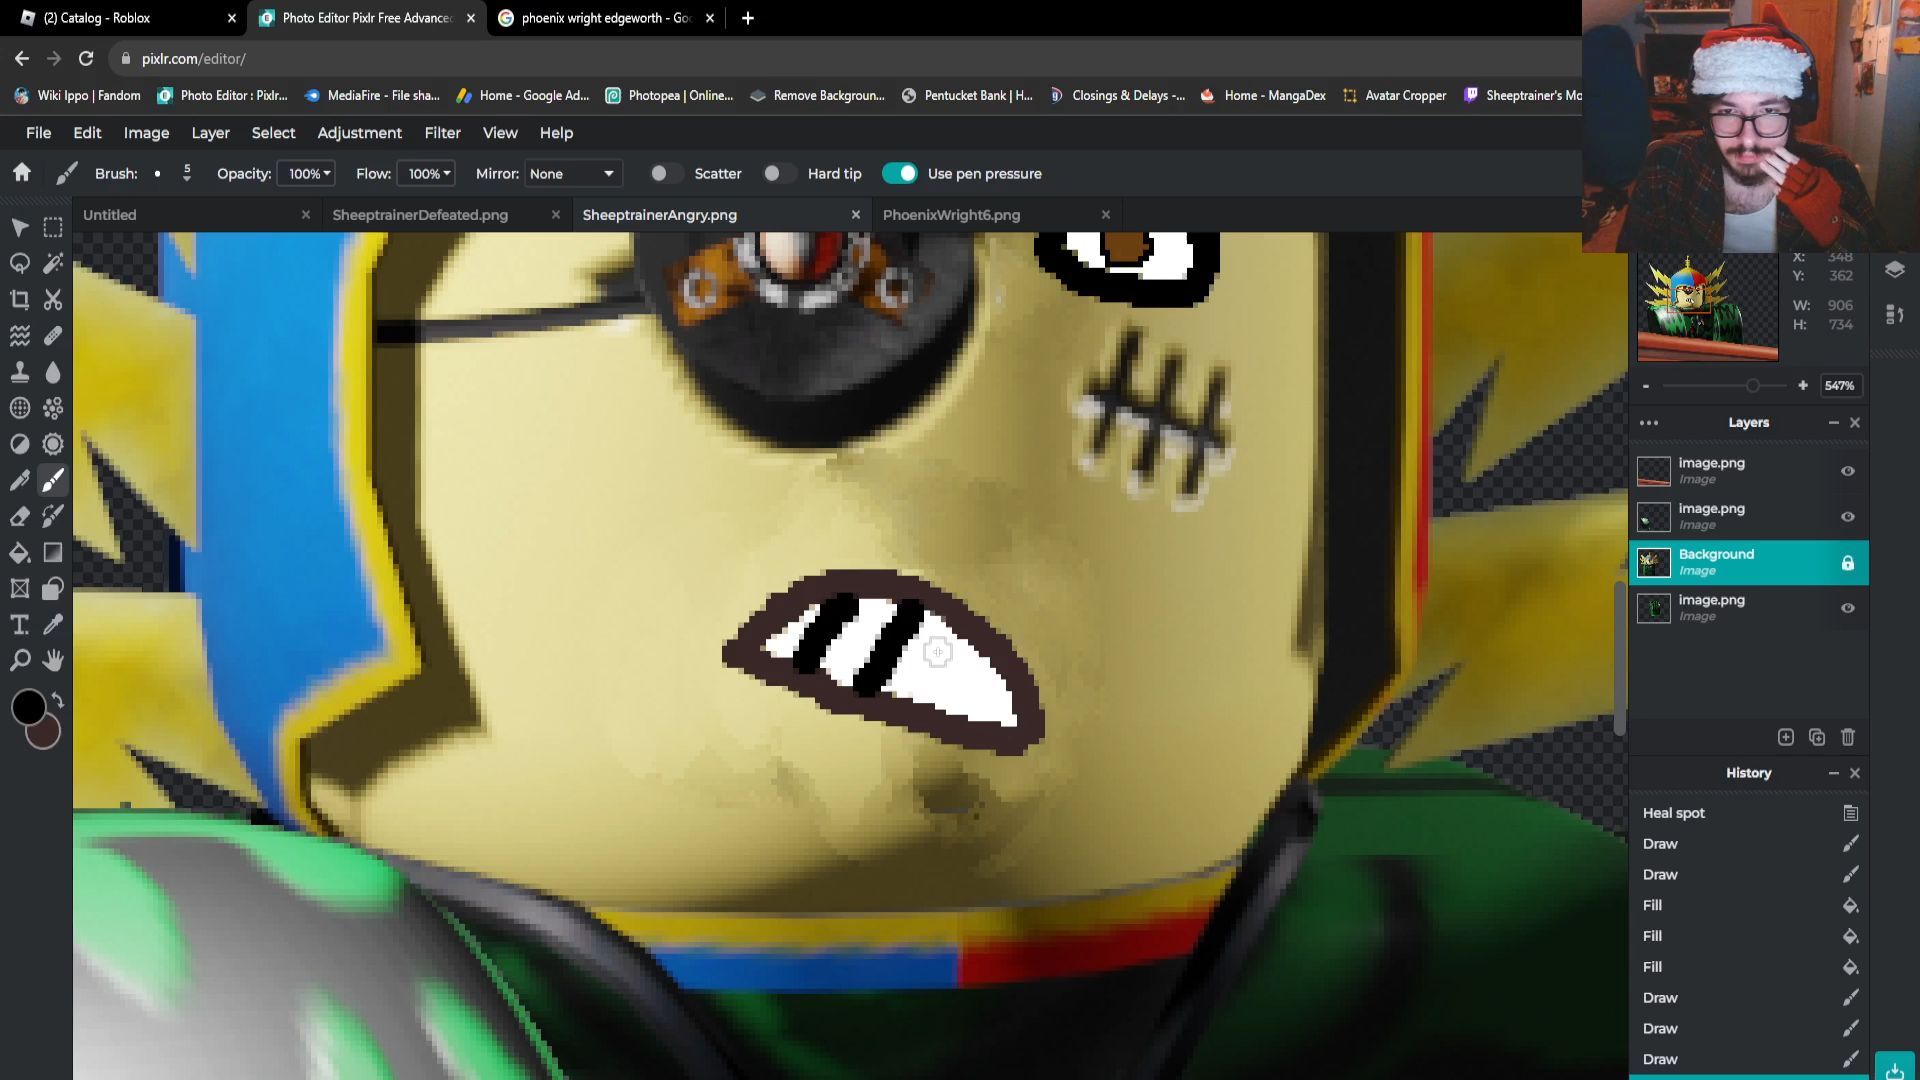 (2) Catalog - Roblox
Photo Editor Pixlr Free Advance
phoenix wright edgeworth - Go
pixlr.com/editor/
Wiki Ippo | Fandom
Photo Editor : Pixlr...
MediaFire - File sha...
Home - Google Ad...
Photopea | Online...
Remove Backgroun...
Pentucket Bank | H...
Closings & Delays -...
Home - MangaDex
Avatar Cropper
Sheeptrainer's Mo
File Edit Image Layer Select Adjustment Filter View Help
Brush: 5 Opacity: 100% Flow: 100% Mirror: None Scatter Hard tip Use pen pressure
Untitled
SheeptrainerDefeated.png
SheeptrainerAngry.png
PhoenixWright6.png
X: 348
Y: 362
W: 906
H: 734
547%
Layers
image.png
Image
image.png
Image
Background
Image
image.png
Image
History
Heal spot
Draw
Draw
Fill
Fill
Fill
Draw
Draw
Draw